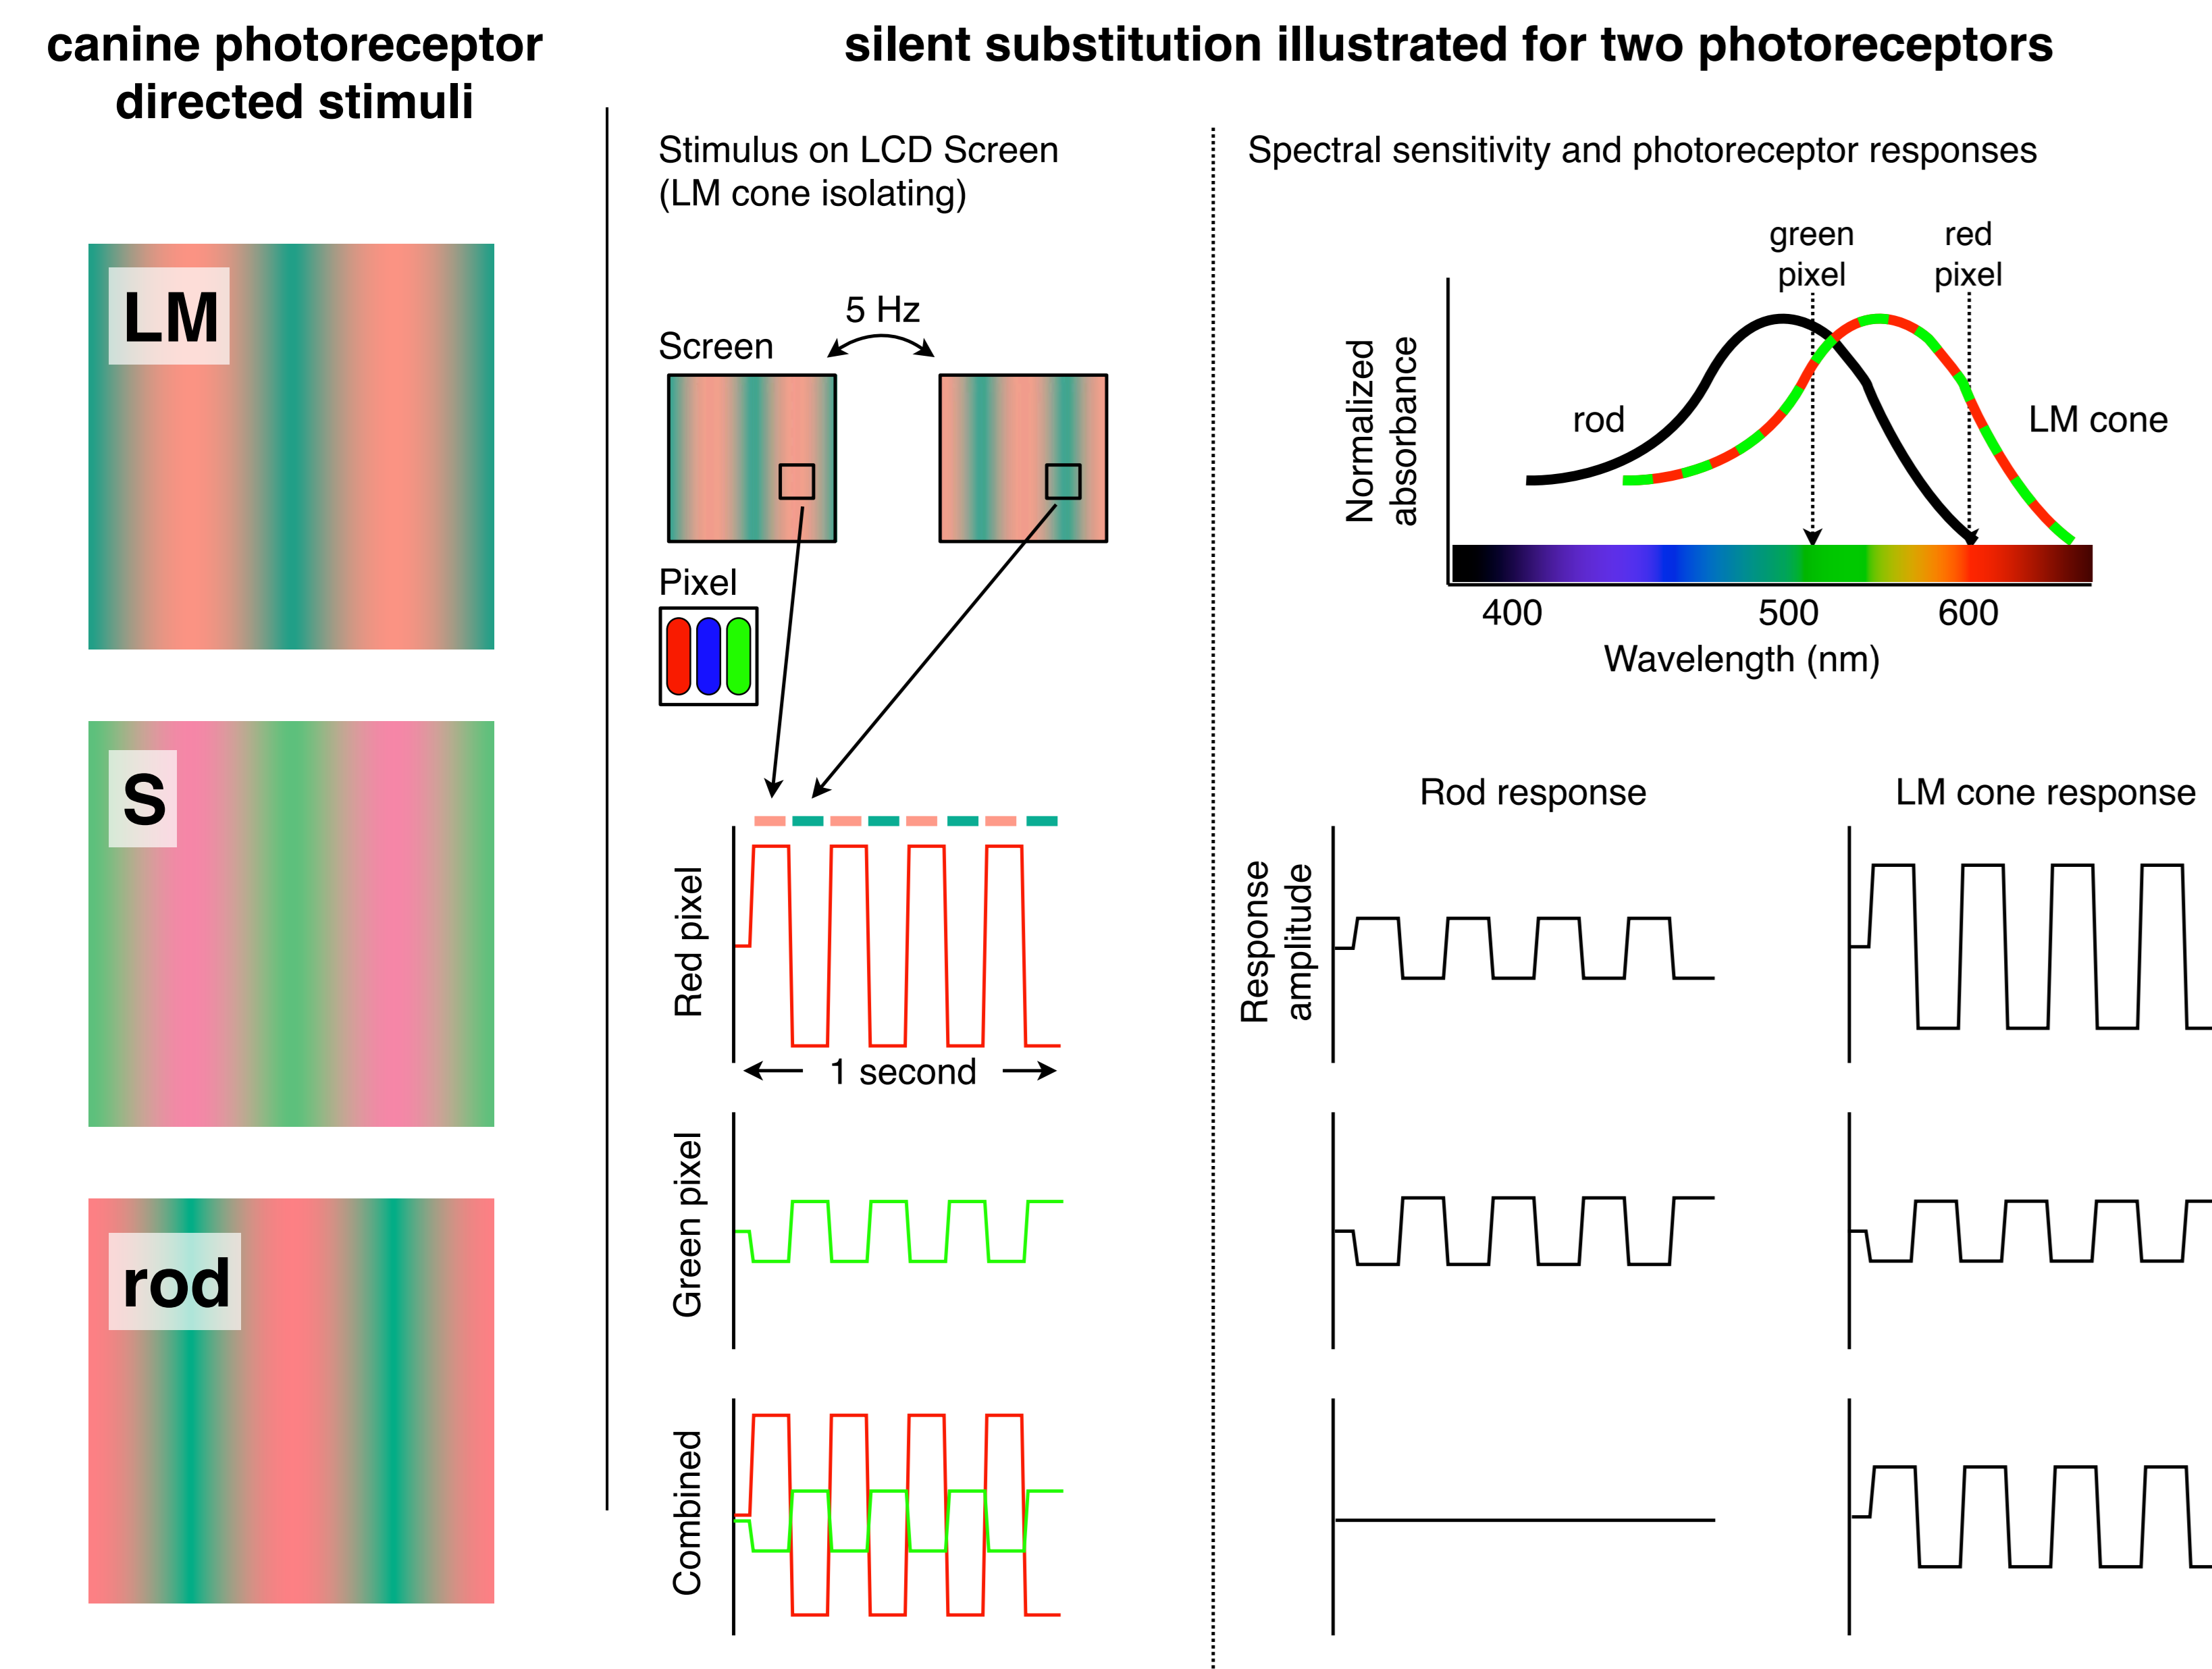 canine photoreceptor
directed stimuli
LM
S
rod
silent substitution illustrated for two photoreceptors
Stimulus on LCD Screen
(LM cone isolating)
5 Hz
Screen
Pixel
Red pixel
1 second
Green pixel
Combined
Spectral sensitivity and photoreceptor responses
green
pixel
red
pixel
Normalized
absorbance
rod
LM cone
400
500
600
Wavelength (nm)
Rod response
LM cone response
Response
amplitude